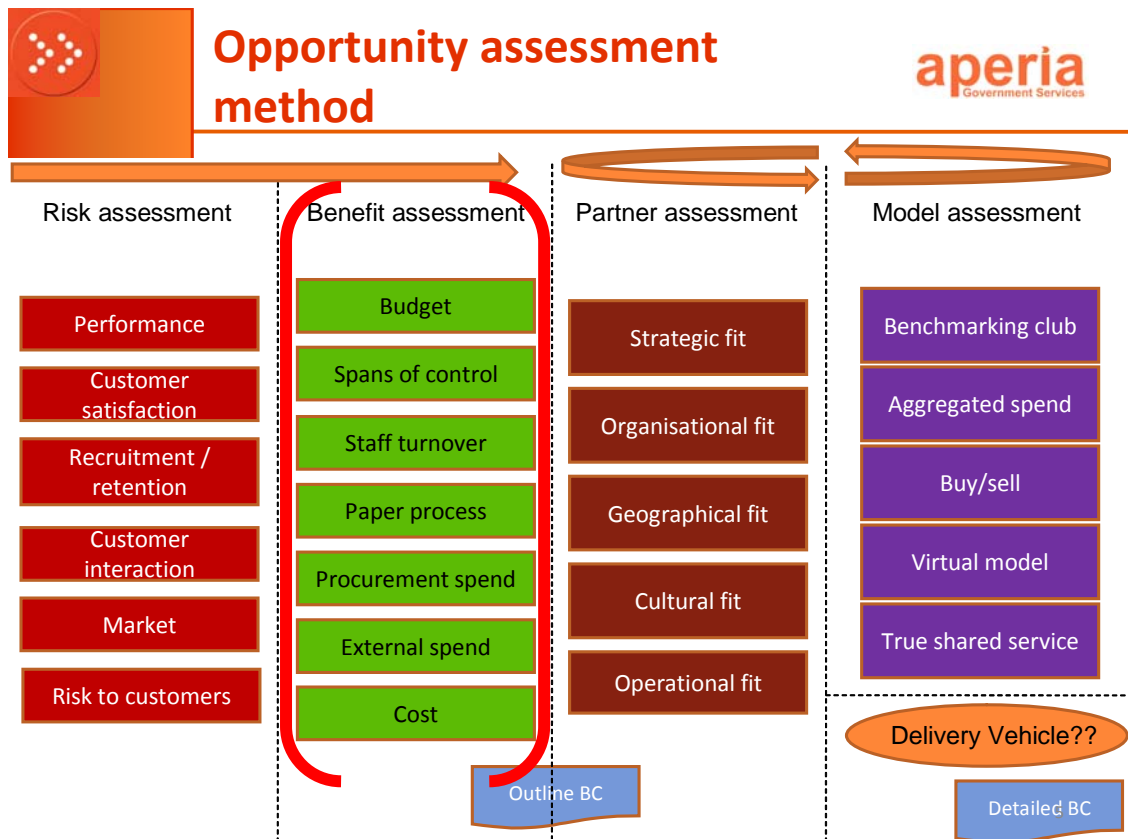 Opportunity assessment
method
aperia
Government Services
Risk assessment
Benefit assessment
Partner assessment
Model assessment
Performance
Customer
satisfaction
Recruitment /
retention
Customer
interaction
Market
Risk to customers
Budget
Spans of control
Staff turnover
Paper process
Procurement spend
External spend
Cost
Strategic fit
Organisational fit
Geographical fit
Cultural fit
Operational fit
Benchmarking club
Aggregated spend
Buy/sell
Virtual model
True shared service
Delivery Vehicle??
Outline BC
Detailed BC